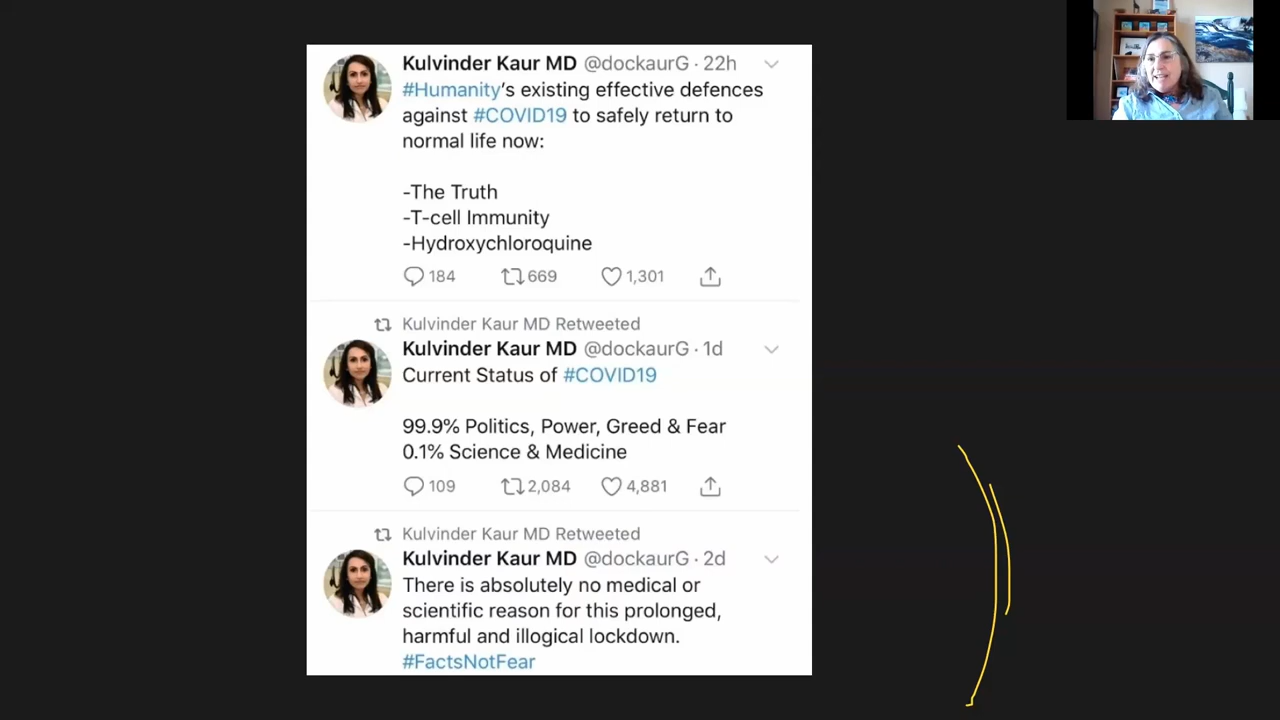 Kulvinder Kaur MD @dockaurG · 22h
#Humanity's existing effective defences
against #COVID19 to safely return to
normal life now:
-The Truth
-T-cell Immunity
-Hydroxychloroquine
184 669 1,301
Kulvinder Kaur MD Retweeted
Kulvinder Kaur MD @dockaurG · 1d
Current Status of #COVID19
99.9% Politics, Power, Greed & Fear
0.1% Science & Medicine
109 2,084 4,881
Kulvinder Kaur MD Retweeted
Kulvinder Kaur MD @dockaurG · 2d
There is absolutely no medical or
scientific reason for this prolonged,
harmful and illogical lockdown.
#FactsNotFear